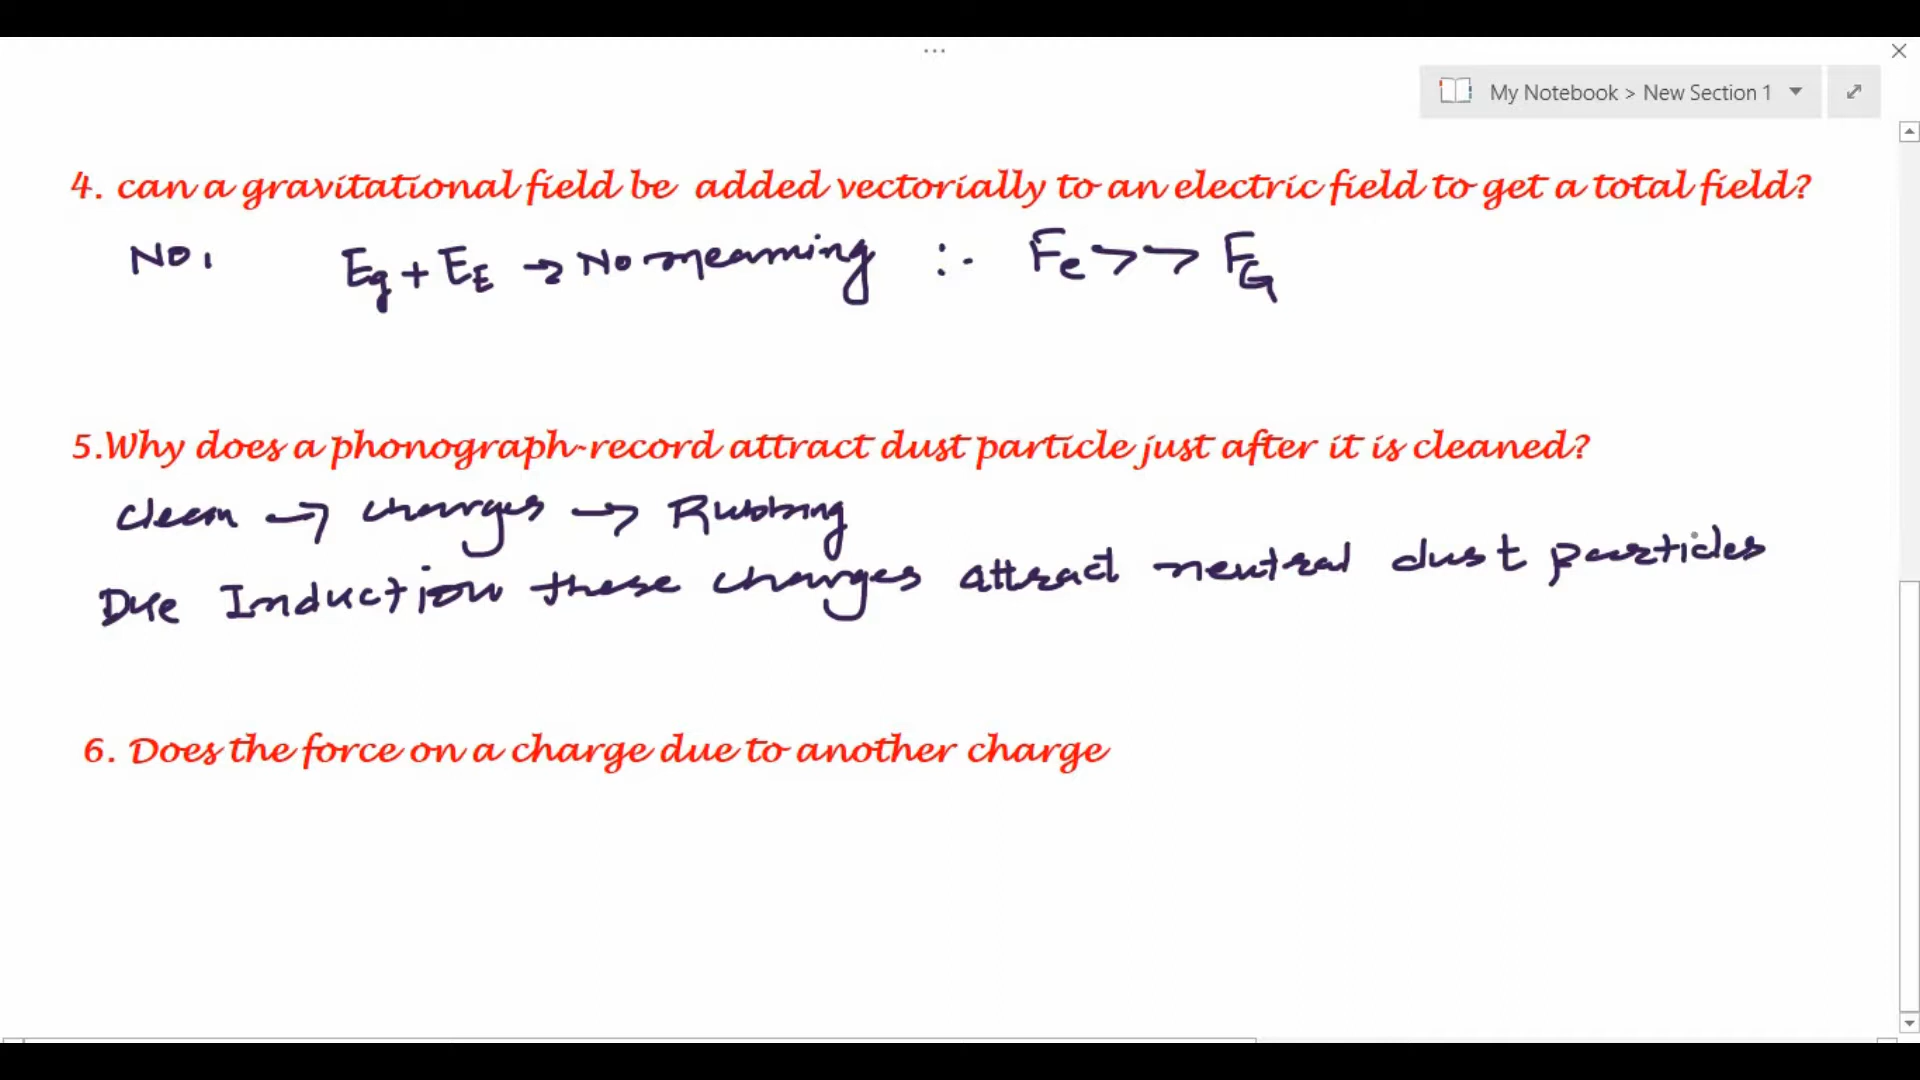 ...
My Notebook > New Section 1
4. can a gravitational field be added vectorially to an electric field to get a total field?
No, Eg + EE → No meaning ∵ Fe >> FG
5.Why does a phonograph-record attract dust particle just after it is cleaned?
clean → charges → Rubbing
Due Induction these charges attract neutral dust particles
6. Does the force on a charge due to another charge